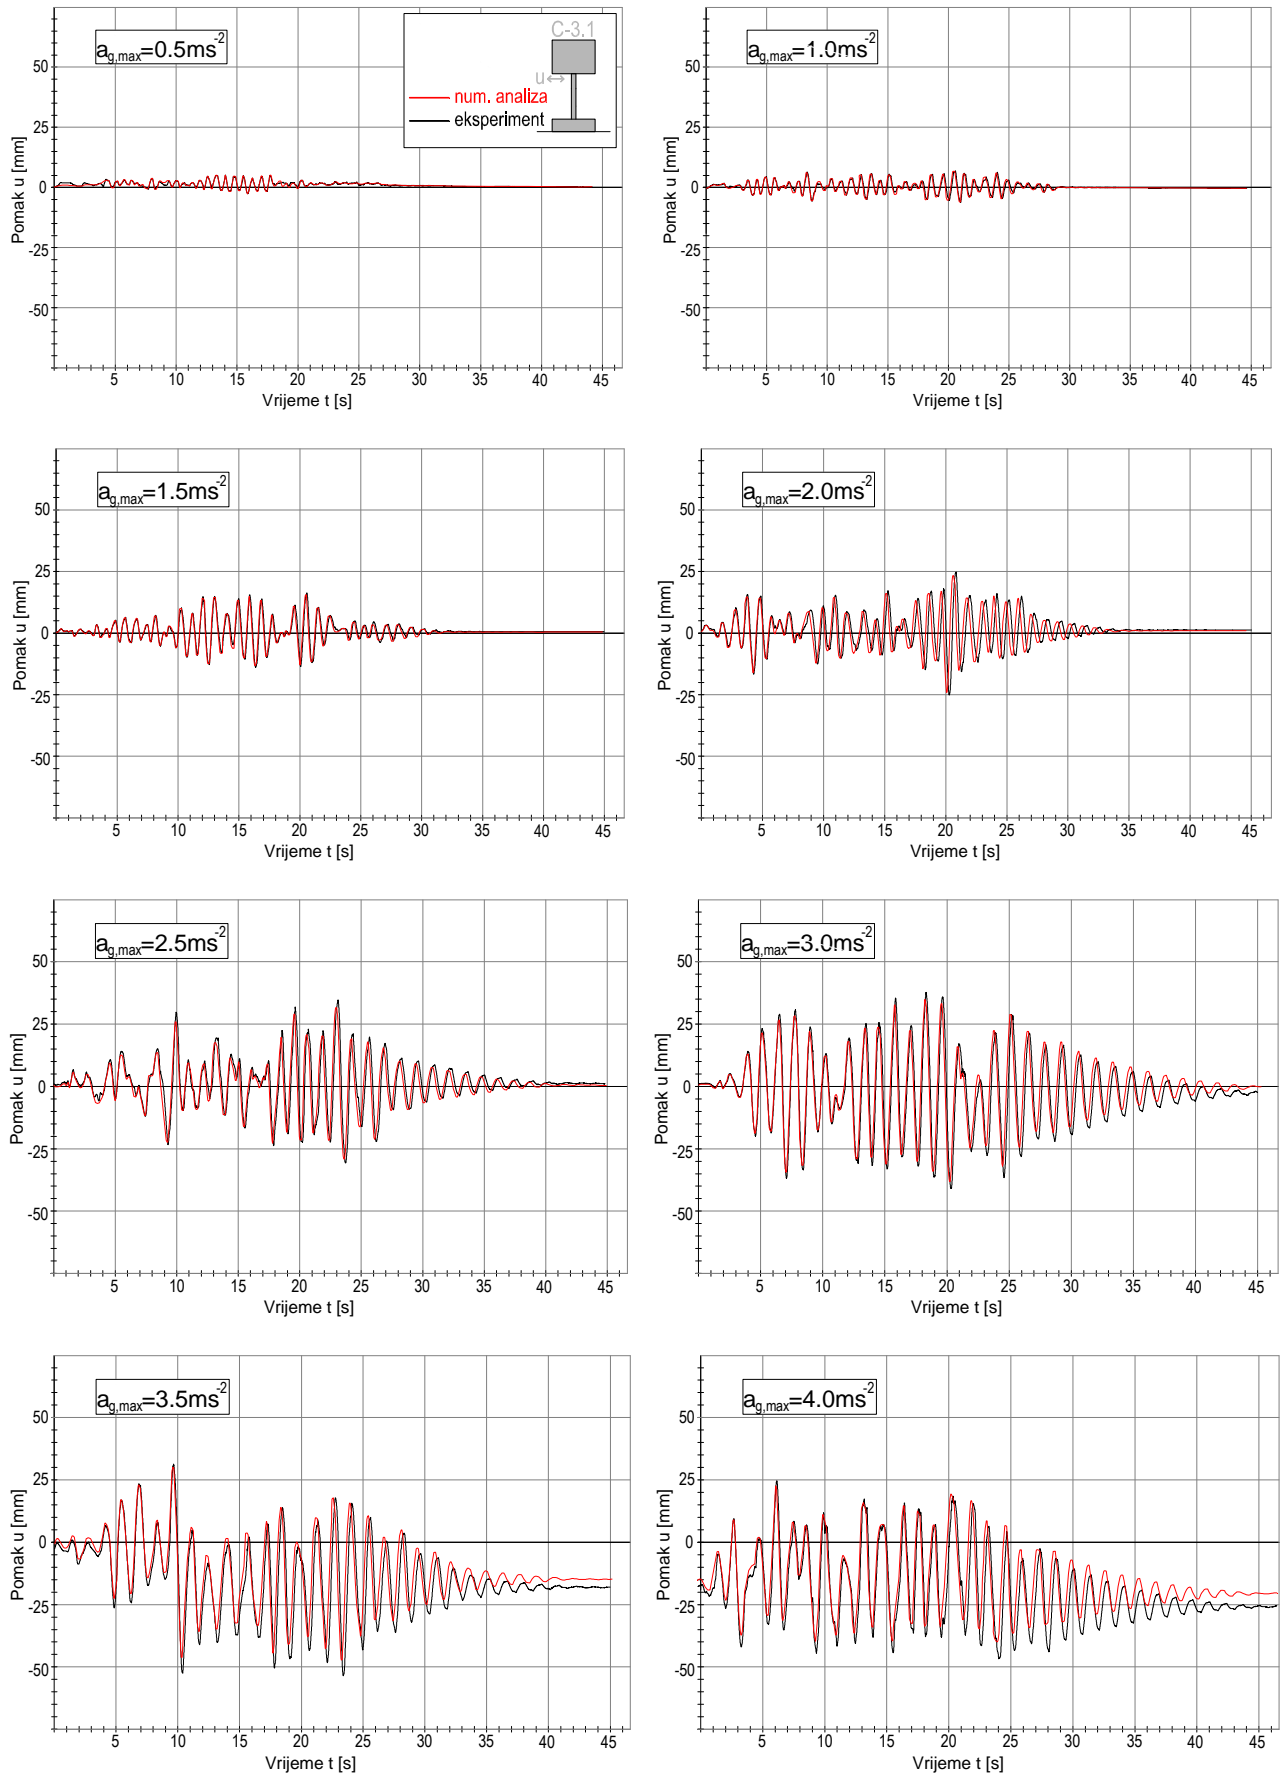 a_g,max=0.5ms^-2
C-3.1
u↔
num. analiza
eksperiment
Pomak u [mm]
50
25
0
-25
-50
5 10 15 20 25 30 35 40 45
Vrijeme t [s]
a_g,max=1.0ms^-2
Pomak u [mm]
50
25
0
-25
-50
5 10 15 20 25 30 35 40 45
Vrijeme t [s]
a_g,max=1.5ms^-2
Pomak u [mm]
50
25
0
-25
-50
5 10 15 20 25 30 35 40 45
Vrijeme t [s]
a_g,max=2.0ms^-2
Pomak u [mm]
50
25
0
-25
-50
5 10 15 20 25 30 35 40 45
Vrijeme t [s]
a_g,max=2.5ms^-2
Pomak u [mm]
50
25
0
-25
-50
5 10 15 20 25 30 35 40 45
Vrijeme t [s]
a_g,max=3.0ms^-2
Pomak u [mm]
50
25
0
-25
-50
5 10 15 20 25 30 35 40 45
Vrijeme t [s]
a_g,max=3.5ms^-2
Pomak u [mm]
50
25
0
-25
-50
5 10 15 20 25 30 35 40 45
Vrijeme t [s]
a_g,max=4.0ms^-2
Pomak u [mm]
50
25
0
-25
-50
5 10 15 20 25 30 35 40 45
Vrijeme t [s]